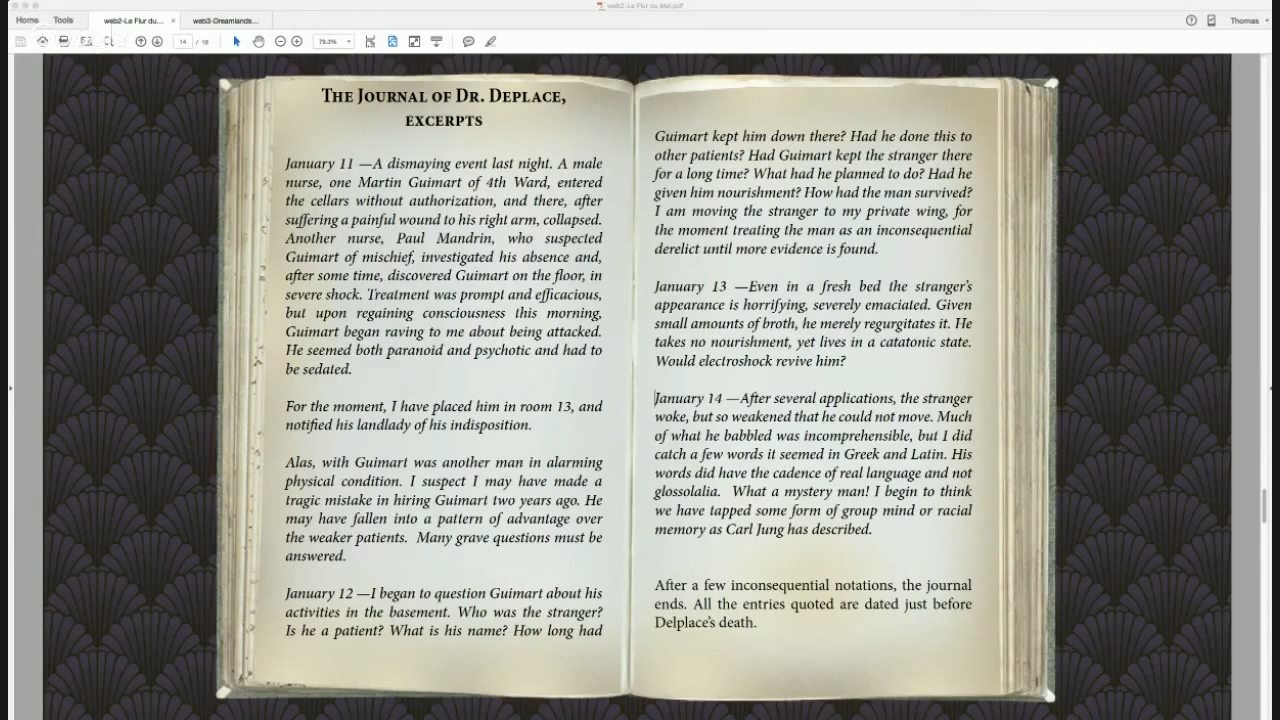 web2-Le Flur du Mal.pdf
Home Tools web2-Le Flur du... × web3-Dreamlands... Thomas
14 / 18 79.3%
The Journal of Dr. Deplace,
excerpts
January 11 —A dismaying event last night. A male
nurse, one Martin Guimart of 4th Ward, entered
the cellars without authorization, and there, after
suffering a painful wound to his right arm, collapsed.
Another nurse, Paul Mandrin, who suspected
Guimart of mischief, investigated his absence and,
after some time, discovered Guimart on the floor, in
severe shock. Treatment was prompt and efficacious,
but upon regaining consciousness this morning,
Guimart began raving to me about being attacked.
He seemed both paranoid and psychotic and had to
be sedated.
For the moment, I have placed him in room 13, and
notified his landlady of his indisposition.
Alas, with Guimart was another man in alarming
physical condition. I suspect I may have made a
tragic mistake in hiring Guimart two years ago. He
may have fallen into a pattern of advantage over
the weaker patients. Many grave questions must be
answered.
January 12 —I began to question Guimart about his
activities in the basement. Who was the stranger?
Is he a patient? What is his name? How long had
Guimart kept him down there? Had he done this to
other patients? Had Guimart kept the stranger there
for a long time? What had he planned to do? Had he
given him nourishment? How had the man survived?
I am moving the stranger to my private wing, for
the moment treating the man as an inconsequential
derelict until more evidence is found.
January 13 —Even in a fresh bed the stranger's
appearance is horrifying, severely emaciated. Given
small amounts of broth, he merely regurgitates it. He
takes no nourishment, yet lives in a catatonic state.
Would electroshock revive him?
January 14 —After several applications, the stranger
woke, but so weakened that he could not move. Much
of what he babbled was incomprehensible, but I did
catch a few words it seemed in Greek and Latin. His
words did have the cadence of real language and not
glossolalia. What a mystery man! I begin to think
we have tapped some form of group mind or racial
memory as Carl Jung has described.
After a few inconsequential notations, the journal
ends. All the entries quoted are dated just before
Delplace's death.